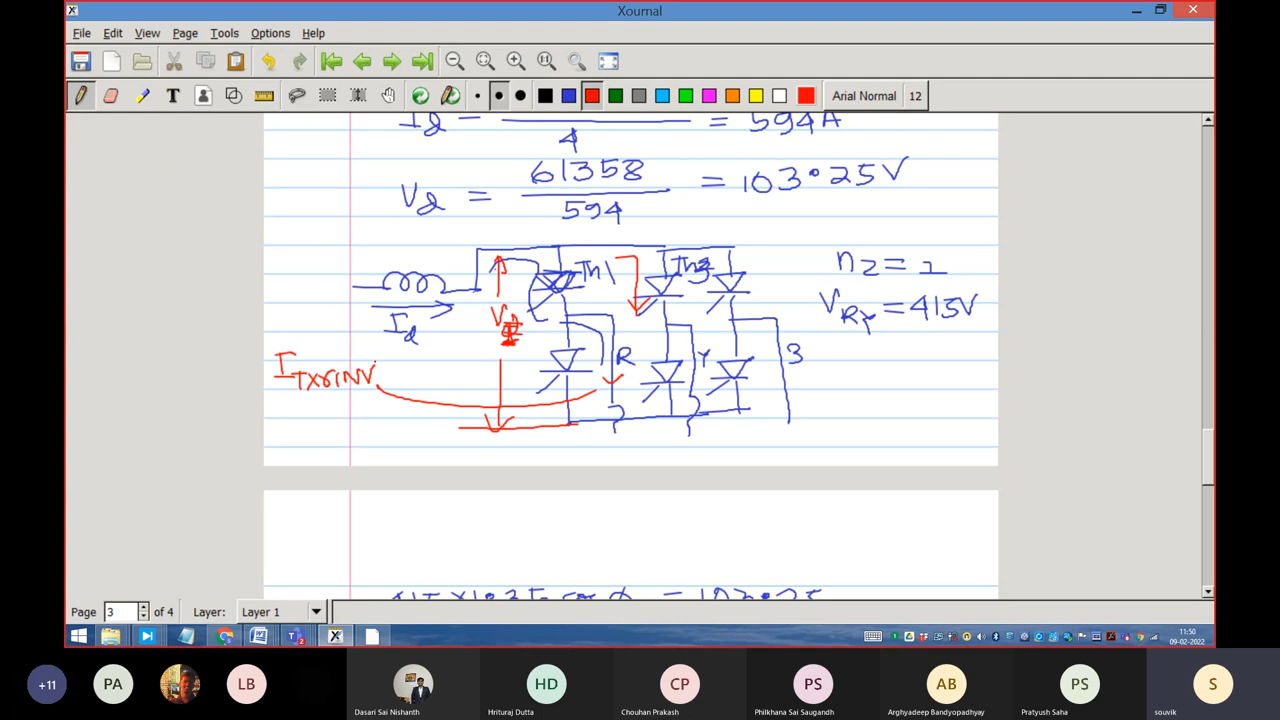 Xournal
File Edit View Page Tools Options Help
Arial Normal 12
Id = / 4 = 594A
Vd = 61358 / 594 = 103.25V
Th1 Th3 n2 = 1
Id VRY = 415V
R Y B
ITXrINV
Page 3 of 4 Layer: Layer 1
11:50
09-02-2022
+11 PA LB HD CP PS AB PS S
Dasari Sai Nishanth Hrituraj Dutta Chouhan Prakash Philkhana Sai Saugandh Arghyadeep Bandyopadhyay Pratyush Saha souvik